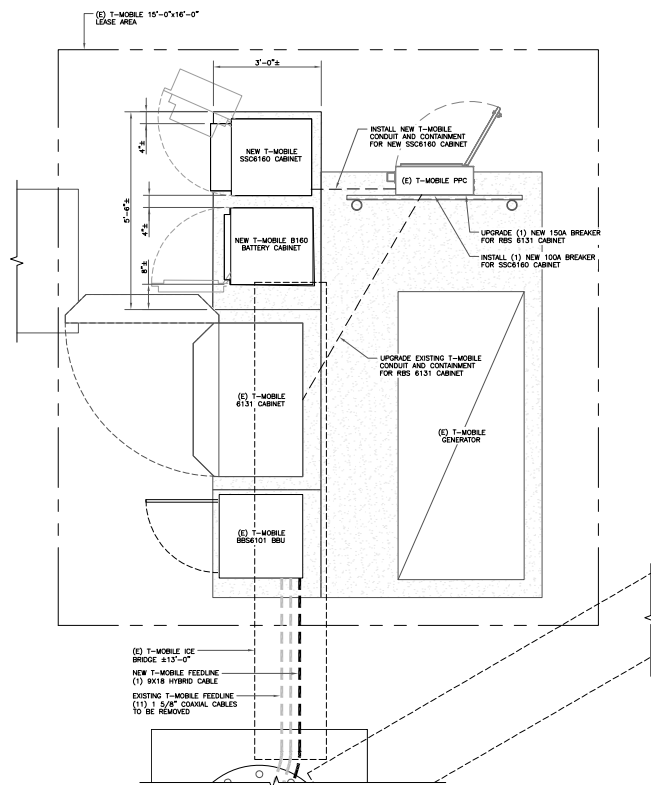 (E) T-MOBILE 15'-0"x16'-0"
LEASE AREA
3'-0"±
4"±
5'-6"±
4"±
8"±
NEW T-MOBILE
SSC6160 CABINET
INSTALL NEW T-MOBILE
CONDUIT AND CONTAINMENT
FOR NEW SSC6160 CABINET
(E) T-MOBILE PPC
NEW T-MOBILE B160
BATTERY CABINET
UPGRADE (1) NEW 150A BREAKER
FOR RBS 6131 CABINET
INSTALL (1) NEW 100A BREAKER
FOR SSC6160 CABINET
UPGRADE EXISTING T-MOBILE
CONDUIT AND CONTAINMENT
FOR RBS 6131 CABINET
(E) T-MOBILE
6131 CABINET
(E) T-MOBILE
GENERATOR
(E) T-MOBILE
BBS6101 BBU
(E) T-MOBILE ICE
BRIDGE ±13'-0"
NEW T-MOBILE FEEDLINE
(1) 9X18 HYBRID CABLE
EXISTING T-MOBILE FEEDLINE
(11) 1 5/8" COAXIAL CABLES
TO BE REMOVED